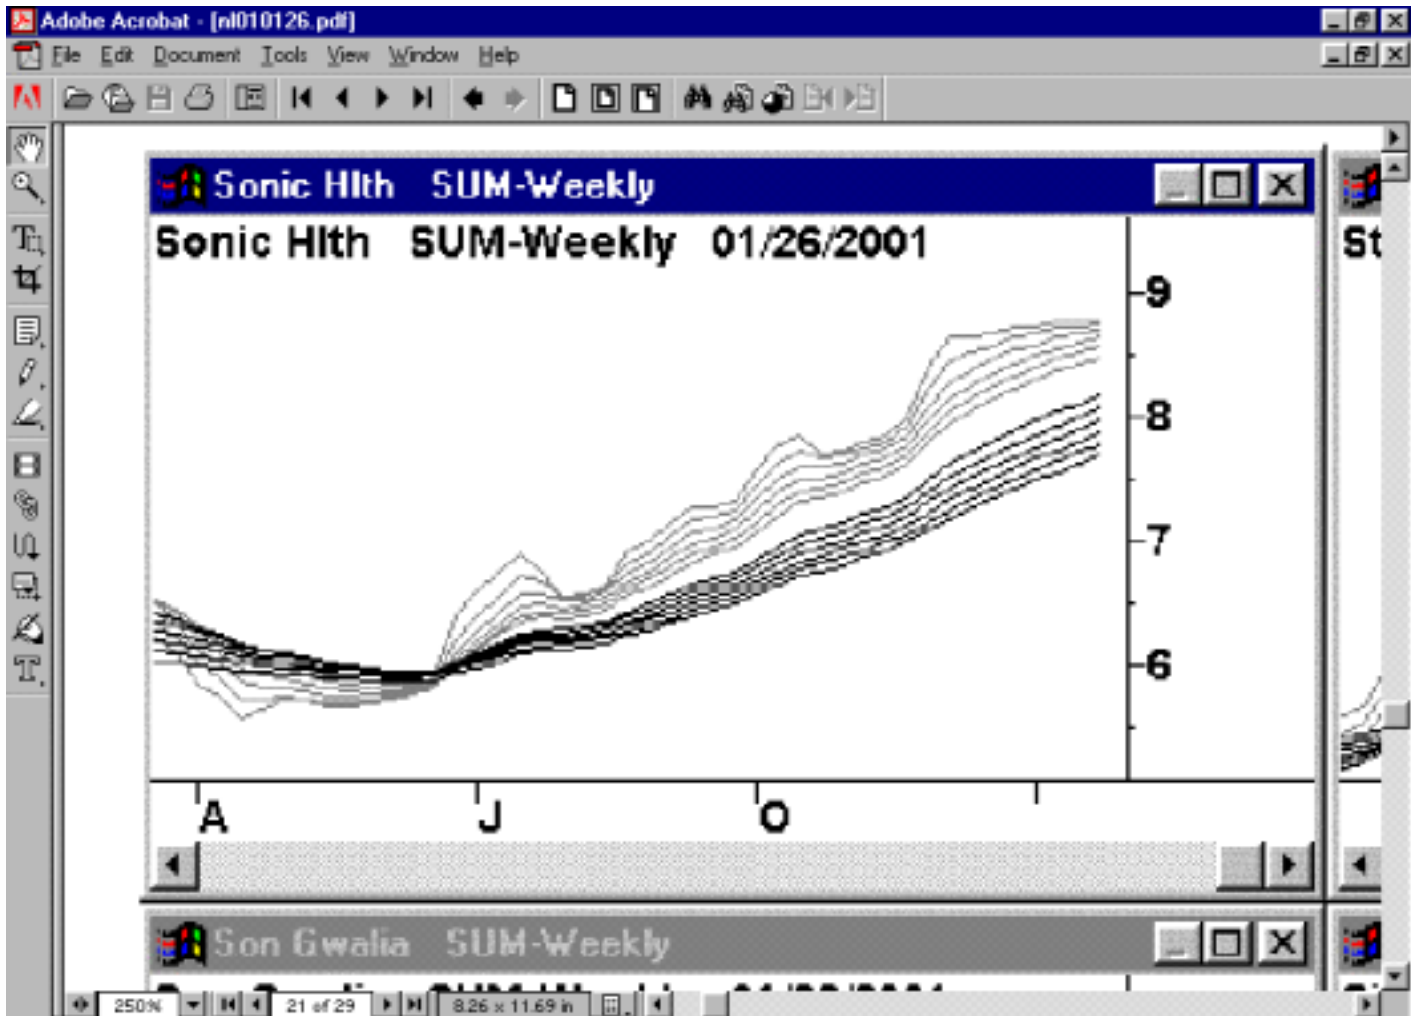 Adobe Acrobat - [nl010126.pdf]
File Edit Document Tools View Window Help
Sonic Hlth SUM-Weekly
Sonic Hlth SUM-Weekly 01/26/2001
St
9
8
7
6
A J O
Son Gwalia SUM-Weekly
250% 21 of 29 8.26 x 11.69 in